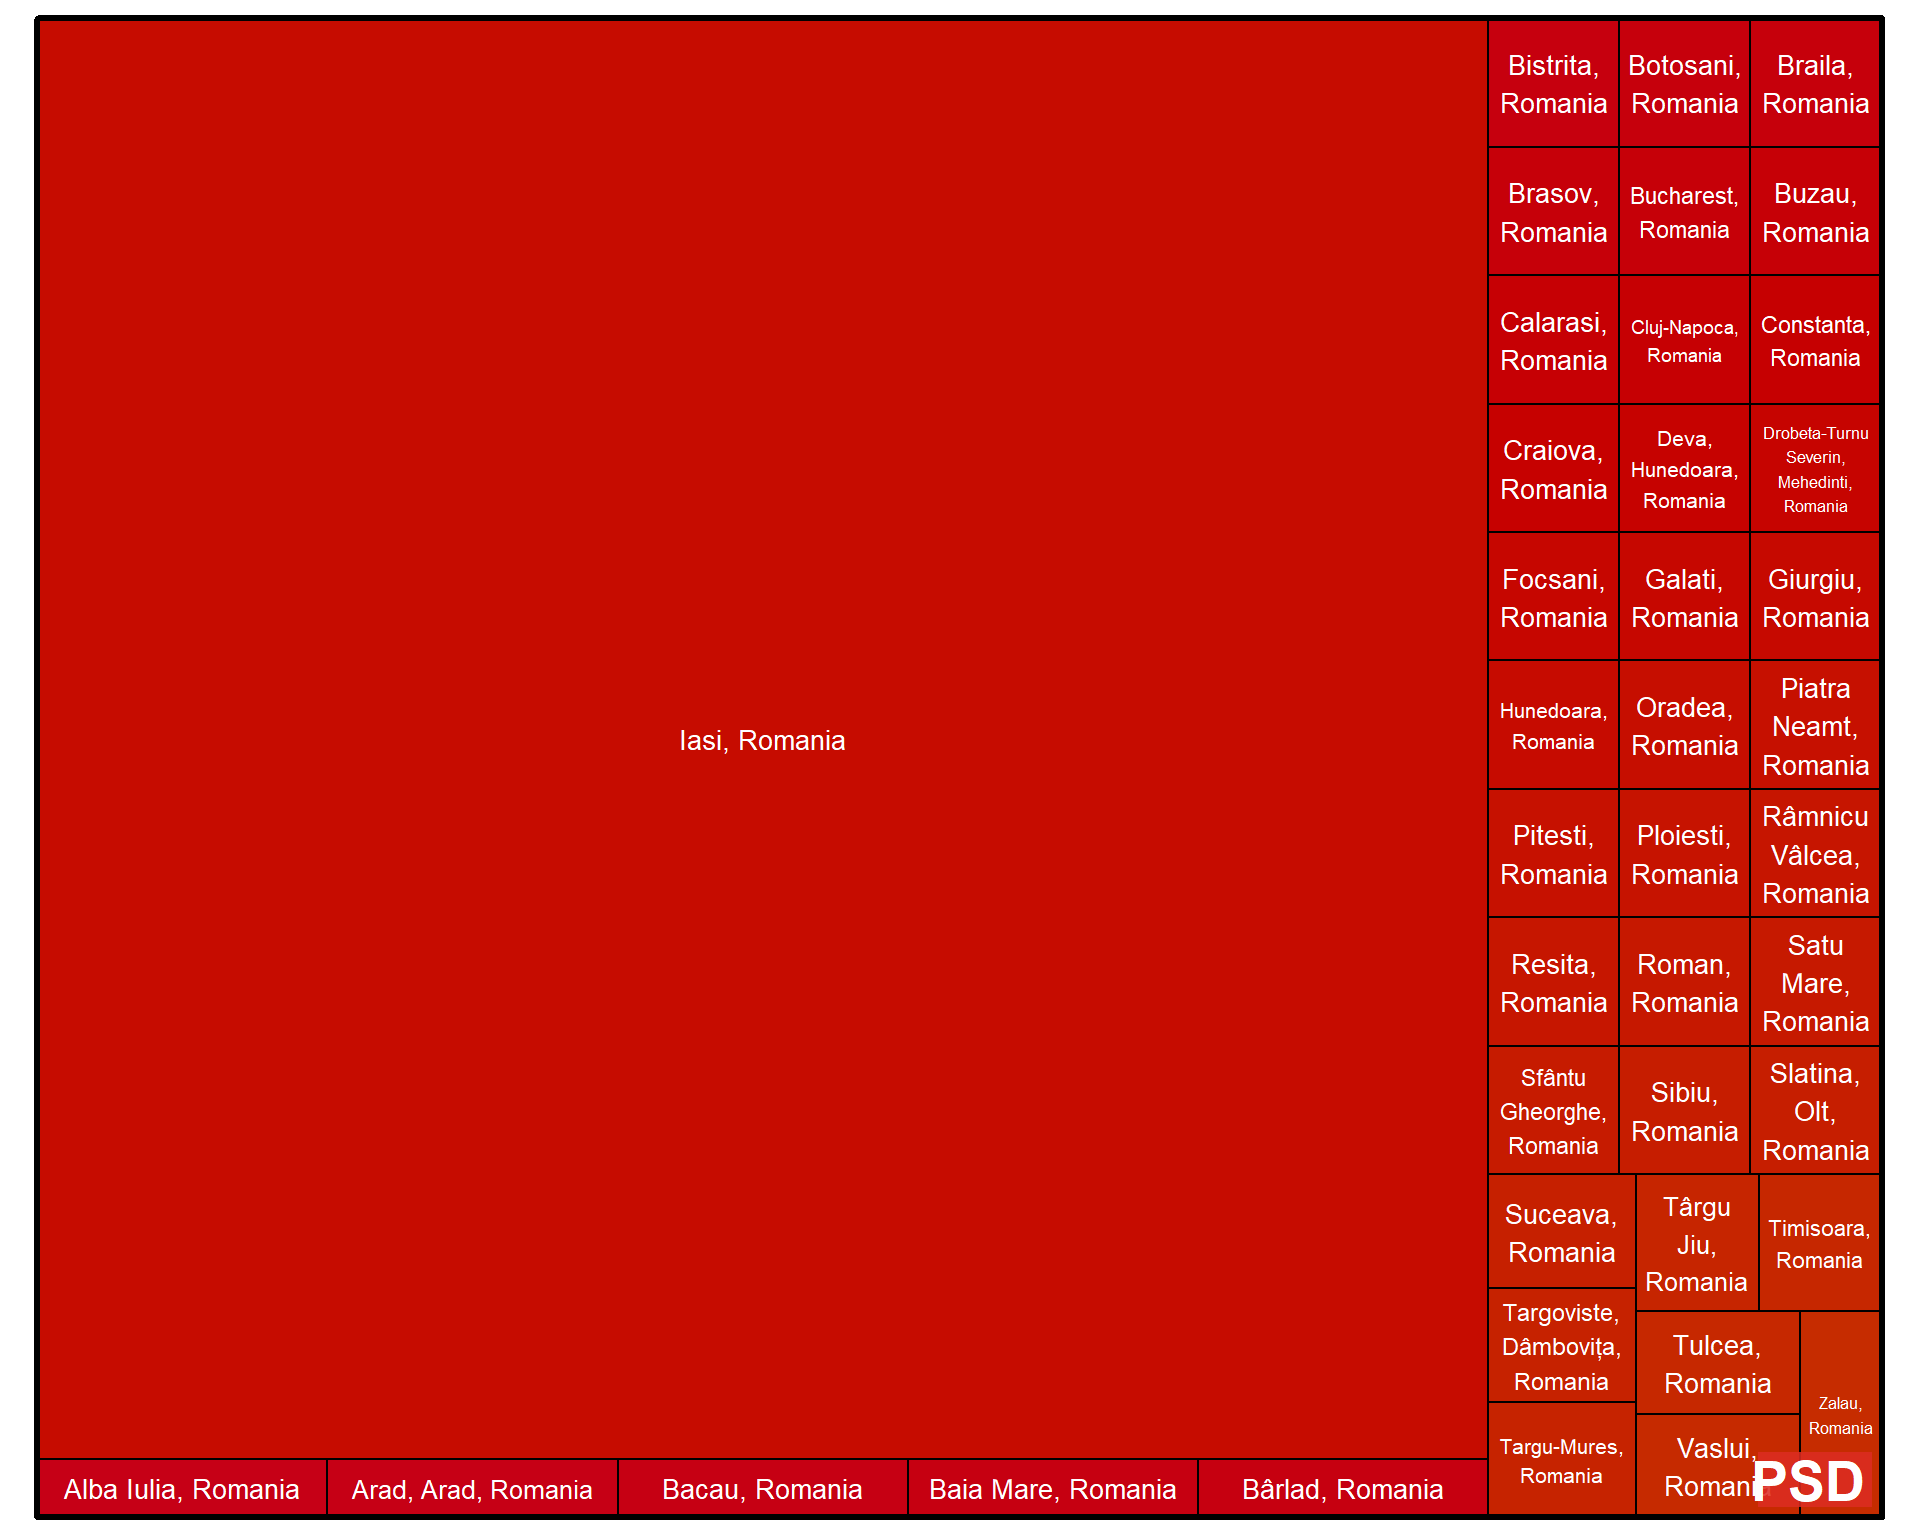 Iasi, Romania
Alba Iulia, Romania
Arad, Arad, Romania
Bacau, Romania
Baia Mare, Romania
Bârlad, Romania
Bistrita,
Romania
Botosani,
Romania
Braila,
Romania
Brasov,
Romania
Bucharest,
Romania
Buzau,
Romania
Calarasi,
Romania
Cluj-Napoca,
Romania
Constanta,
Romania
Craiova,
Romania
Deva,
Hunedoara,
Romania
Drobeta-Turnu
Severin,
Mehedinti,
Romania
Focsani,
Romania
Galati,
Romania
Giurgiu,
Romania
Hunedoara,
Romania
Oradea,
Romania
Piatra
Neamt,
Romania
Pitesti,
Romania
Ploiesti,
Romania
Râmnicu
Vâlcea,
Romania
Resita,
Romania
Roman,
Romania
Satu
Mare,
Romania
Sfântu
Gheorghe,
Romania
Sibiu,
Romania
Slatina,
Olt,
Romania
Suceava,
Romania
Târgu
Jiu,
Romania
Timisoara,
Romania
Targoviste,
Dâmbovița,
Romania
Tulcea,
Romania
Zalau,
Romania
Targu-Mures,
Romania
Vaslui,
Romania
PSD